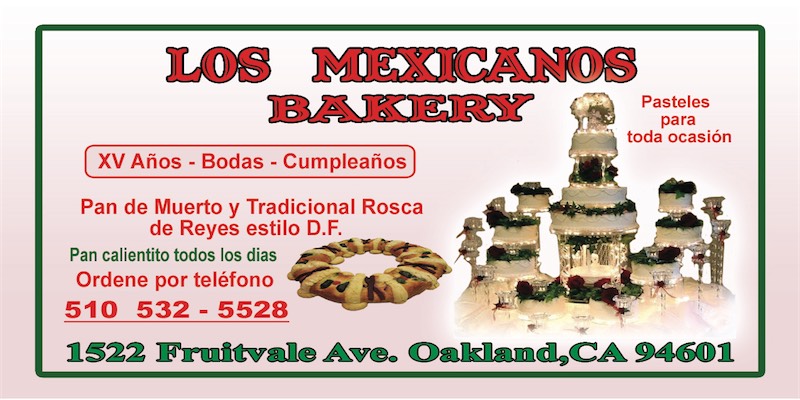 LOS MEXICANOS
BAKERY
Pasteles
para
toda ocasión
XV Años - Bodas - Cumpleaños
Pan de Muerto y Tradicional Rosca
de Reyes estilo D.F.
Pan calientito todos los dias
Ordene por teléfono
510 532 - 5528
1522 Fruitvale Ave. Oakland,CA 94601